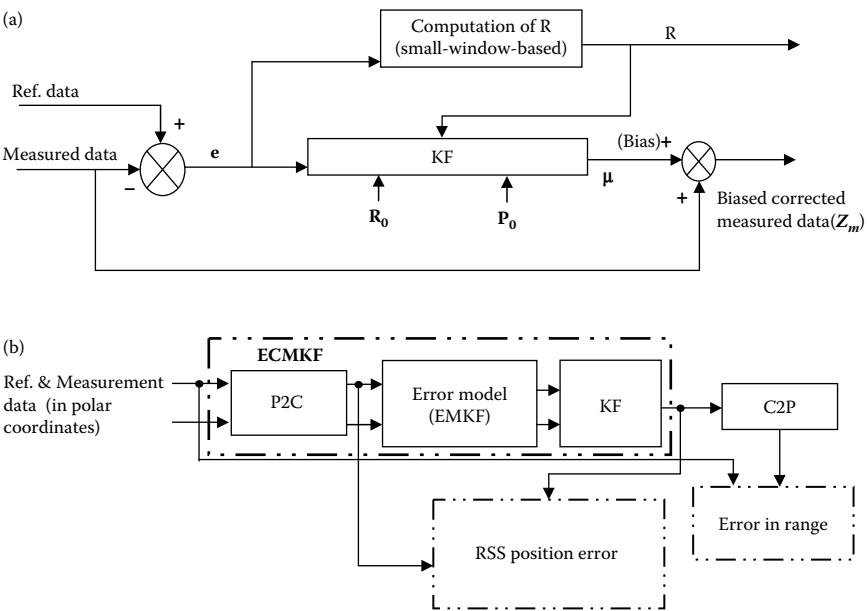 (a)
Computation of R
(small-window-based)
R
Ref. data
+
Measured data
−
e
KF
(Bias)+
μ
+
R0
P0
Biased corrected
measured data(Zm)
(b)
ECMKF
Ref. & Measurement
data (in polar
coordinates)
P2C
Error model
(EMKF)
KF
C2P
RSS position error
Error in range